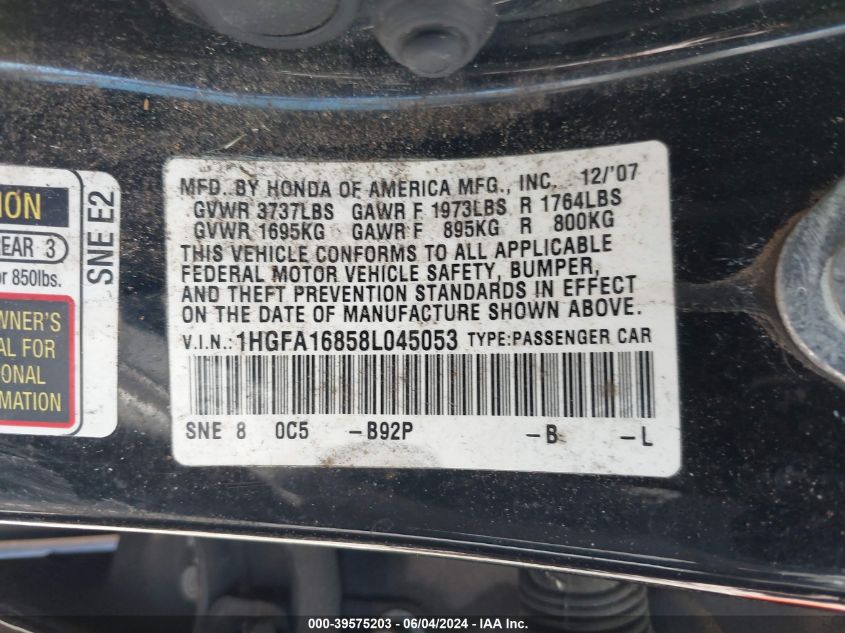 ION
REAR 3
or 850lbs.
WNER'S
AL FOR
ONAL
MATION
SNE E2
MFD. BY HONDA OF AMERICA MFG., INC. 12/'07
GVWR 3737LBS GAWR F 1973LBS R 1764LBS
GVWR 1695KG GAWR F 895KG R 800KG
THIS VEHICLE CONFORMS TO ALL APPLICABLE
FEDERAL MOTOR VEHICLE SAFETY, BUMPER,
AND THEFT PREVENTION STANDARDS IN EFFECT
ON THE DATE OF MANUFACTURE SHOWN ABOVE.
V.I.N.: 1HGFA16858L045053 TYPE:PASSENGER CAR
SNE 8 0C5 -B92P -B -L
000-39575203 - 06/04/2024 - IAA Inc.